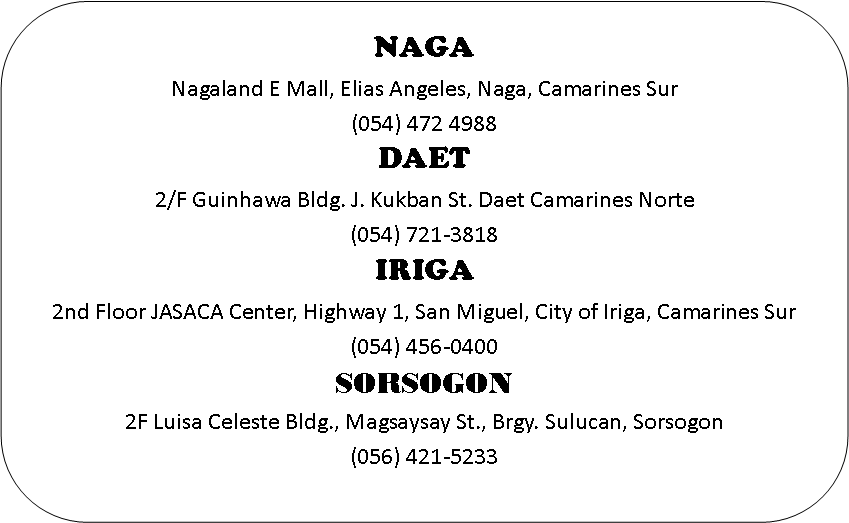 NAGA
Nagaland E Mall, Elias Angeles, Naga, Camarines Sur
(054) 472 4988
DAET
2/F Guinhawa Bldg. J. Kukban St. Daet Camarines Norte
(054) 721-3818
IRIGA
2nd Floor JASACA Center, Highway 1, San Miguel, City of Iriga, Camarines Sur
(054) 456-0400
SORSOGON
2F Luisa Celeste Bldg., Magsaysay St., Brgy. Sulucan, Sorsogon
(056) 421-5233